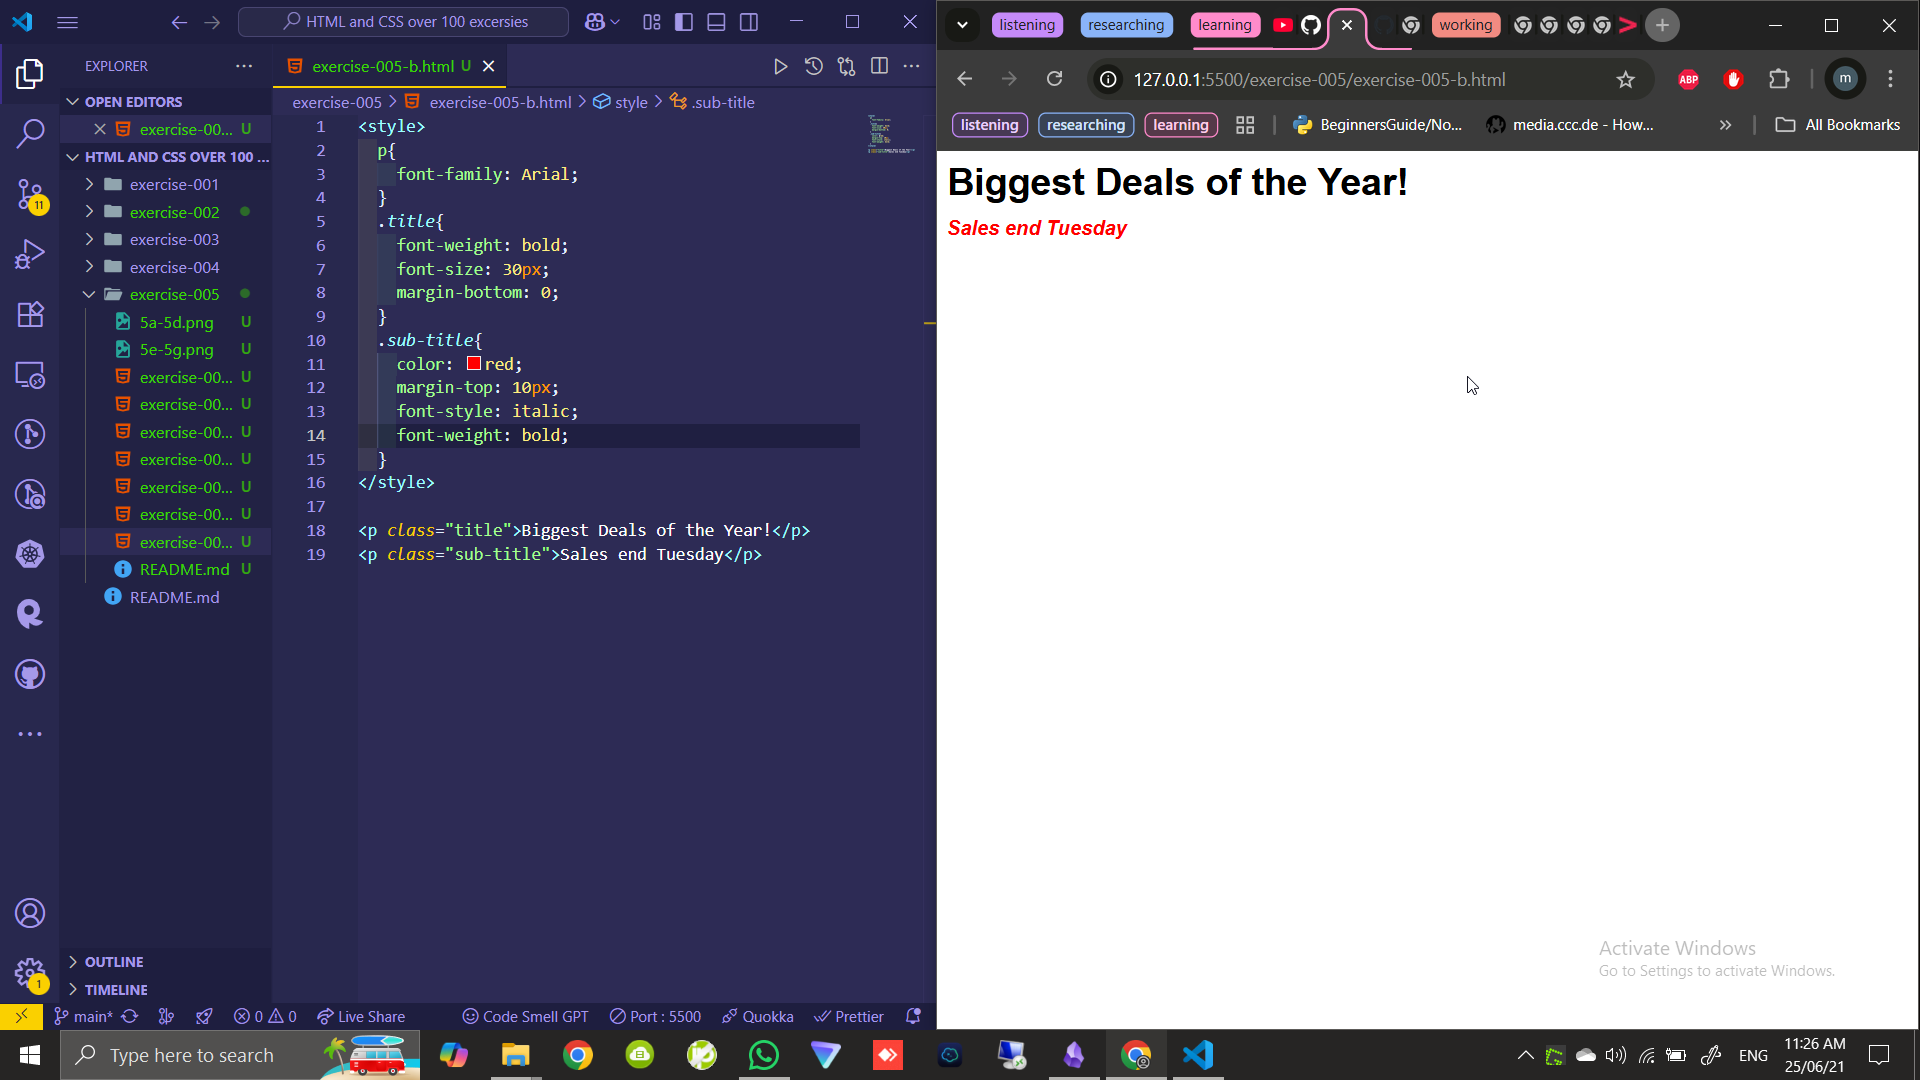 HTML and CSS over 100 excersies
EXPLORER
OPEN EDITORS
exercise-00... U
HTML AND CSS OVER 100 ...
exercise-001
exercise-002
exercise-003
exercise-004
exercise-005
5a-5d.png U
5e-5g.png U
exercise-00... U
exercise-00... U
exercise-00... U
exercise-00... U
exercise-00... U
exercise-00... U
exercise-00... U
README.md U
README.md
OUTLINE
TIMELINE
11
1
exercise-005-b.html U
exercise-005 > exercise-005-b.html > style > .sub-title
1 <style>
2 p{
3 font-family: Arial;
4 }
5 .title{
6 font-weight: bold;
7 font-size: 30px;
8 margin-bottom: 0;
9 }
10 .sub-title{
11 color: red;
12 margin-top: 10px;
13 font-style: italic;
14 font-weight: bold;
15 }
16 </style>
17
18 <p class="title">Biggest Deals of the Year!</p>
19 <p class="sub-title">Sales end Tuesday</p>
main* 0 0 Live Share Code Smell GPT Port : 5500 Quokka Prettier
listening researching learning working
127.0.0.1:5500/exercise-005/exercise-005-b.html ABP m
listening researching learning BeginnersGuide/No... media.ccc.de - How... » All Bookmarks
Biggest Deals of the Year!
Sales end Tuesday
Activate Windows
Go to Settings to activate Windows.
Type here to search
ENG
11:26 AM
25/06/21